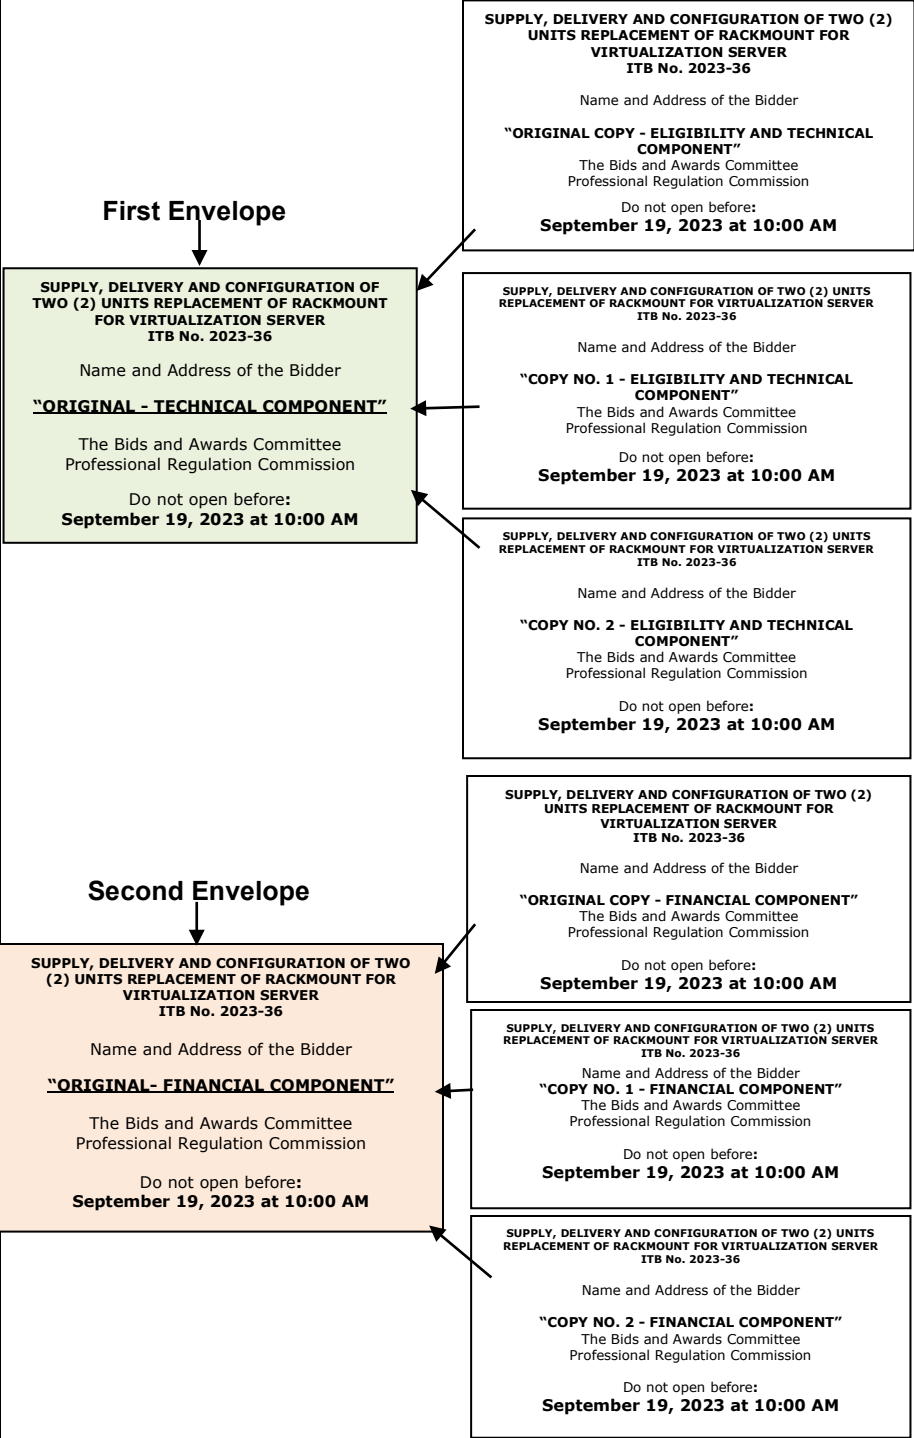 First Envelope
SUPPLY, DELIVERY AND CONFIGURATION OF
TWO (2) UNITS REPLACEMENT OF RACKMOUNT
FOR VIRTUALIZATION SERVER
ITB No. 2023-36
Name and Address of the Bidder
“ORIGINAL - TECHNICAL COMPONENT”
The Bids and Awards Committee
Professional Regulation Commission
Do not open before:
September 19, 2023 at 10:00 AM
SUPPLY, DELIVERY AND CONFIGURATION OF TWO (2)
UNITS REPLACEMENT OF RACKMOUNT FOR
VIRTUALIZATION SERVER
ITB No. 2023-36
Name and Address of the Bidder
“ORIGINAL COPY - ELIGIBILITY AND TECHNICAL
COMPONENT”
The Bids and Awards Committee
Professional Regulation Commission
Do not open before:
September 19, 2023 at 10:00 AM
SUPPLY, DELIVERY AND CONFIGURATION OF TWO (2) UNITS
REPLACEMENT OF RACKMOUNT FOR VIRTUALIZATION SERVER
ITB No. 2023-36
Name and Address of the Bidder
“COPY NO. 1 - ELIGIBILITY AND TECHNICAL
COMPONENT”
The Bids and Awards Committee
Professional Regulation Commission
Do not open before:
September 19, 2023 at 10:00 AM
SUPPLY, DELIVERY AND CONFIGURATION OF TWO (2) UNITS
REPLACEMENT OF RACKMOUNT FOR VIRTUALIZATION SERVER
ITB No. 2023-36
Name and Address of the Bidder
“COPY NO. 2 - ELIGIBILITY AND TECHNICAL
COMPONENT”
The Bids and Awards Committee
Professional Regulation Commission
Do not open before:
September 19, 2023 at 10:00 AM
Second Envelope
SUPPLY, DELIVERY AND CONFIGURATION OF TWO
(2) UNITS REPLACEMENT OF RACKMOUNT FOR
VIRTUALIZATION SERVER
ITB No. 2023-36
Name and Address of the Bidder
“ORIGINAL- FINANCIAL COMPONENT”
The Bids and Awards Committee
Professional Regulation Commission
Do not open before:
September 19, 2023 at 10:00 AM
SUPPLY, DELIVERY AND CONFIGURATION OF TWO (2)
UNITS REPLACEMENT OF RACKMOUNT FOR
VIRTUALIZATION SERVER
ITB No. 2023-36
Name and Address of the Bidder
“ORIGINAL COPY - FINANCIAL COMPONENT”
The Bids and Awards Committee
Professional Regulation Commission
Do not open before:
September 19, 2023 at 10:00 AM
SUPPLY, DELIVERY AND CONFIGURATION OF TWO (2) UNITS
REPLACEMENT OF RACKMOUNT FOR VIRTUALIZATION SERVER
ITB No. 2023-36
Name and Address of the Bidder
“COPY NO. 1 - FINANCIAL COMPONENT”
The Bids and Awards Committee
Professional Regulation Commission
Do not open before:
September 19, 2023 at 10:00 AM
SUPPLY, DELIVERY AND CONFIGURATION OF TWO (2) UNITS
REPLACEMENT OF RACKMOUNT FOR VIRTUALIZATION SERVER
ITB No. 2023-36
Name and Address of the Bidder
“COPY NO. 2 - FINANCIAL COMPONENT”
The Bids and Awards Committee
Professional Regulation Commission
Do not open before:
September 19, 2023 at 10:00 AM